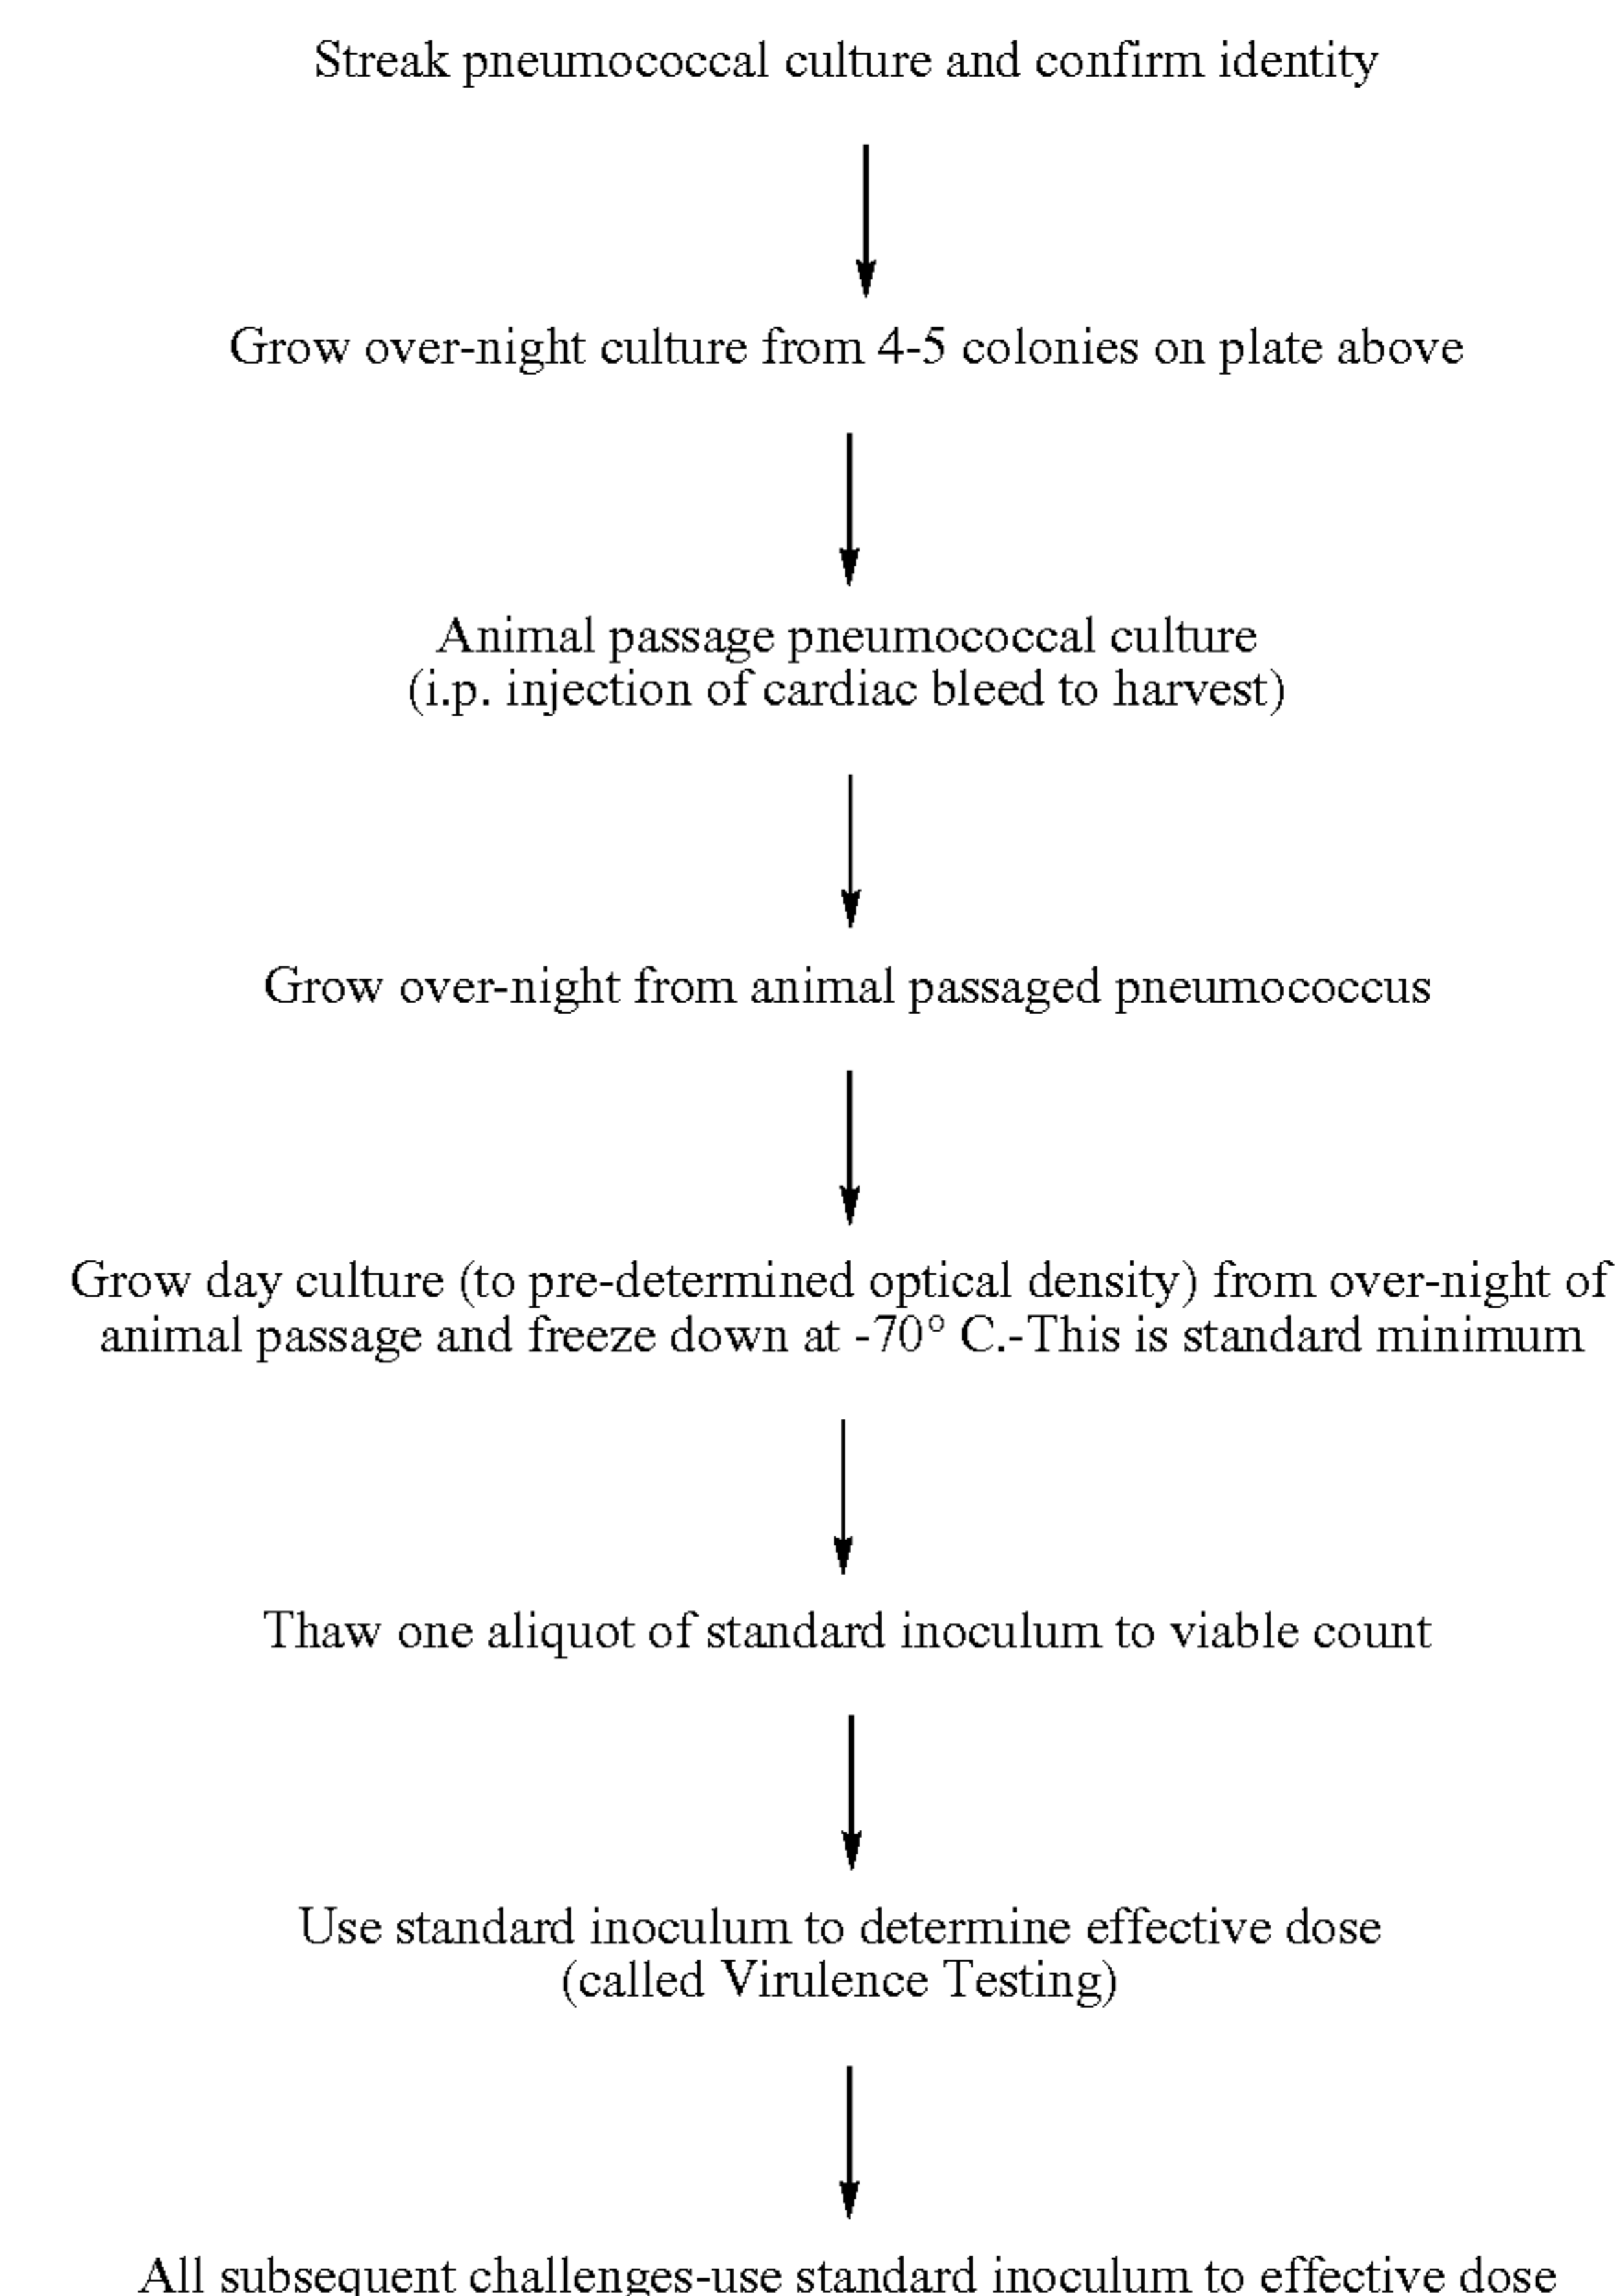 Streak pneumococcal culture and confirm identity
Grow over-night culture from 4-5 colonies on plate above
Animal passage pneumococcal culture
(i.p. injection of cardiac bleed to harvest)
Grow over-night from animal passaged pneumococcus
Grow day culture (to pre-determined optical density) from over-night of
animal passage and freeze down at -70° C.-This is standard minimum
Thaw one aliquot of standard inoculum to viable count
Use standard inoculum to determine effective dose
(called Virulence Testing)
All subsequent challenges-use standard inoculum to effective dose